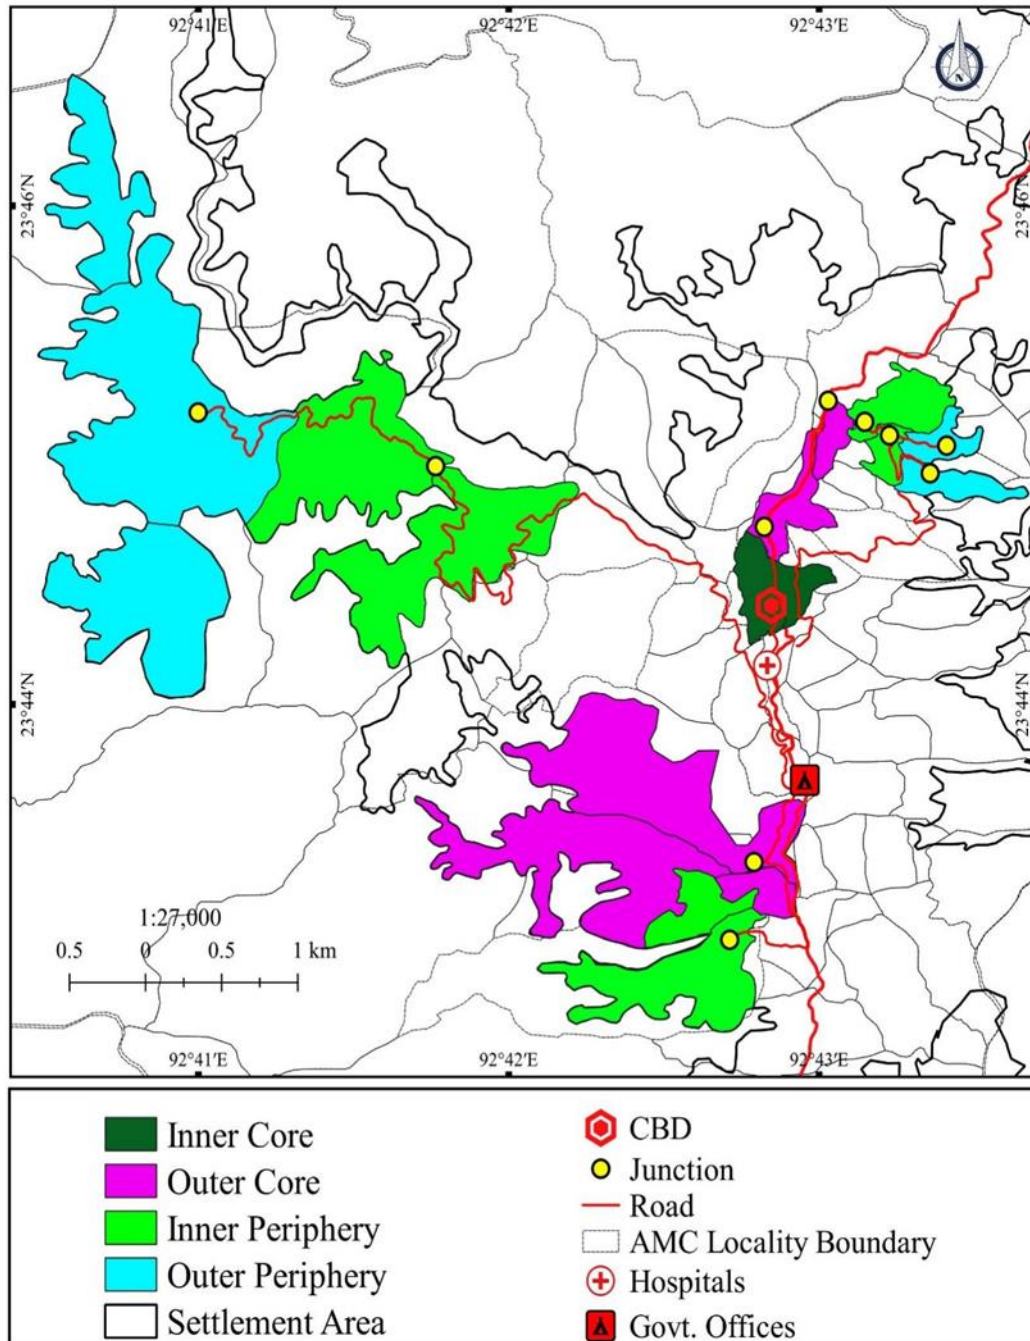 92°41′E 92°42′E 92°43′E
N
23°46′N 23°46′N
23°44′N 23°44′N
1:27,000
0.5 0 0.5 1 km
92°41′E 92°42′E 92°43′E
Inner Core
Outer Core
Inner Periphery
Outer Periphery
Settlement Area
CBD
Junction
Road
AMC Locality Boundary
Hospitals
Govt. Offices